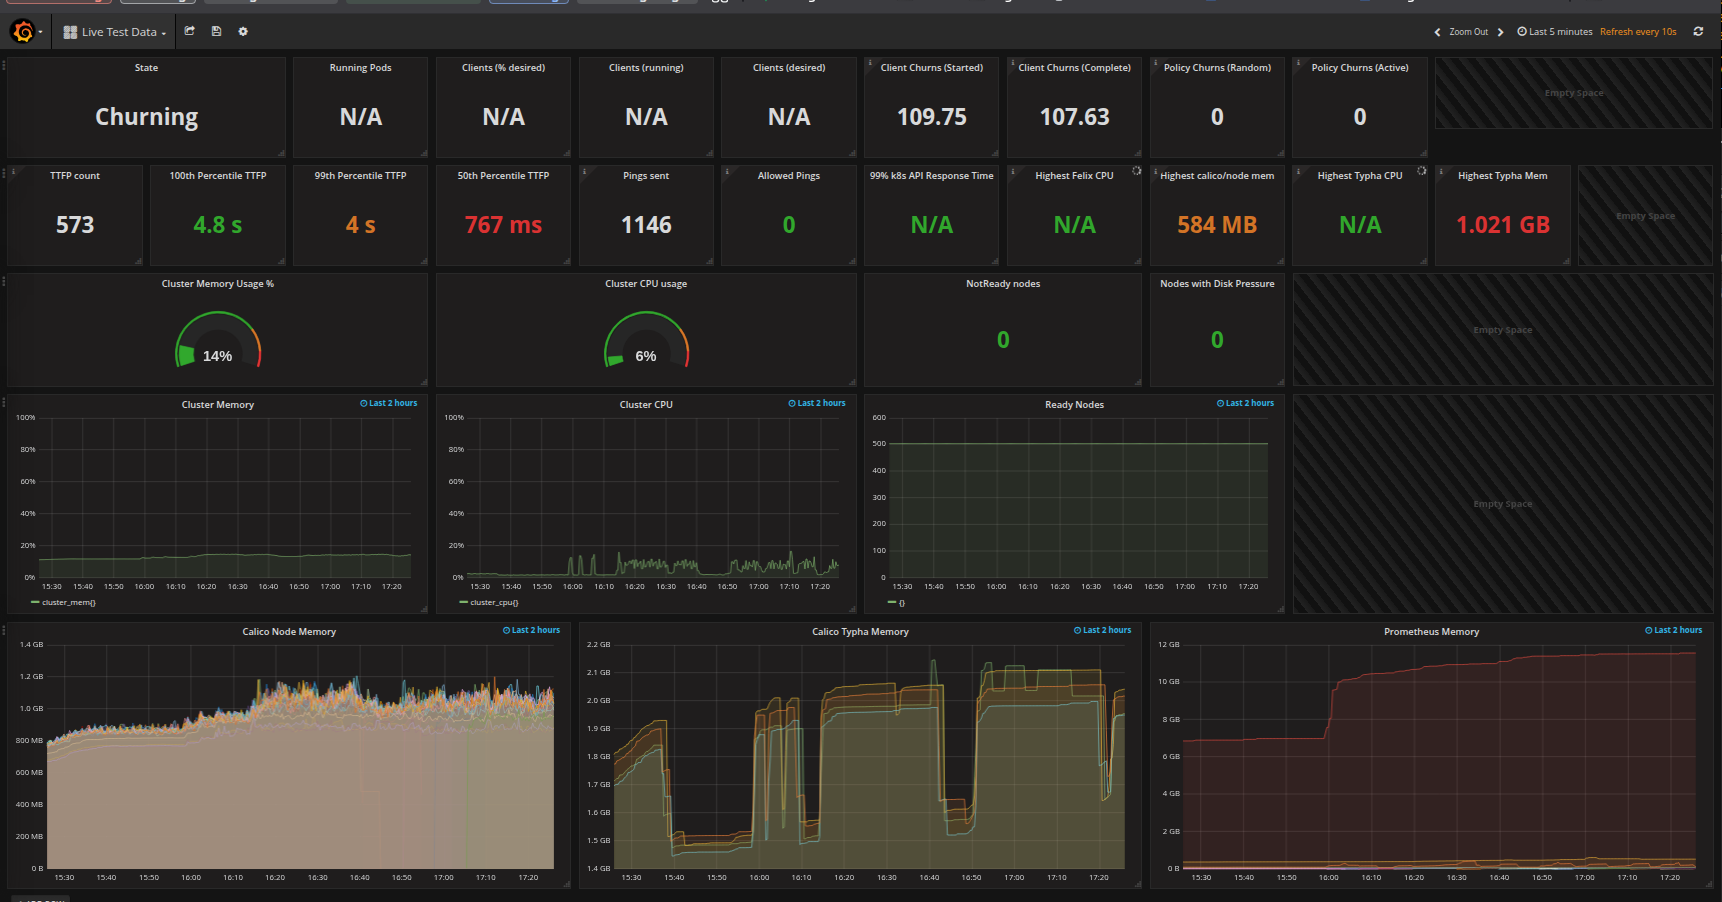 Live Test Data
Zoom Out
Last 5 minutes
Refresh every 10s
State
Churning
Running Pods
N/A
Clients (% desired)
N/A
Clients (running)
N/A
Clients (desired)
N/A
Client Churns (Started)
109.75
Client Churns (Complete)
107.63
Policy Churns (Random)
0
Policy Churns (Active)
0
Empty Space
TTFP count
573
100th Percentile TTFP
4.8 s
99th Percentile TTFP
4 s
50th Percentile TTFP
767 ms
Pings sent
1146
Allowed Pings
0
99% k8s API Response Time
N/A
Highest Felix CPU
N/A
Highest calico/node mem
584 MB
Highest Typha CPU
N/A
Highest Typha Mem
1.021 GB
Empty Space
Cluster Memory Usage %
14%
Cluster CPU usage
6%
NotReady nodes
0
Nodes with Disk Pressure
0
Empty Space
Cluster Memory
Last 2 hours
100%
80%
60%
40%
20%
0%
15:30 15:40 15:50 16:00 16:10 16:20 16:30 16:40 16:50 17:00 17:10 17:20
cluster_mem{}
Cluster CPU
Last 2 hours
100%
80%
60%
40%
20%
0%
15:30 15:40 15:50 16:00 16:10 16:20 16:30 16:40 16:50 17:00 17:10 17:20
cluster_cpu{}
Ready Nodes
Last 2 hours
600
500
400
300
200
100
0
15:30 15:40 15:50 16:00 16:10 16:20 16:30 16:40 16:50 17:00 17:10 17:20
{}
Empty Space
Calico Node Memory
Last 2 hours
1.4 GB
1.2 GB
1.0 GB
800 MB
600 MB
400 MB
200 MB
0 B
15:30 15:40 15:50 16:00 16:10 16:20 16:30 16:40 16:50 17:00 17:10 17:20
Calico Typha Memory
Last 2 hours
2.2 GB
2.1 GB
2.0 GB
1.9 GB
1.8 GB
1.7 GB
1.6 GB
1.5 GB
1.4 GB
15:30 15:40 15:50 16:00 16:10 16:20 16:30 16:40 16:50 17:00 17:10 17:20
Prometheus Memory
Last 2 hours
12 GB
10 GB
8 GB
6 GB
4 GB
2 GB
0 B
15:30 15:40 15:50 16:00 16:10 16:20 16:30 16:40 16:50 17:00 17:10 17:20